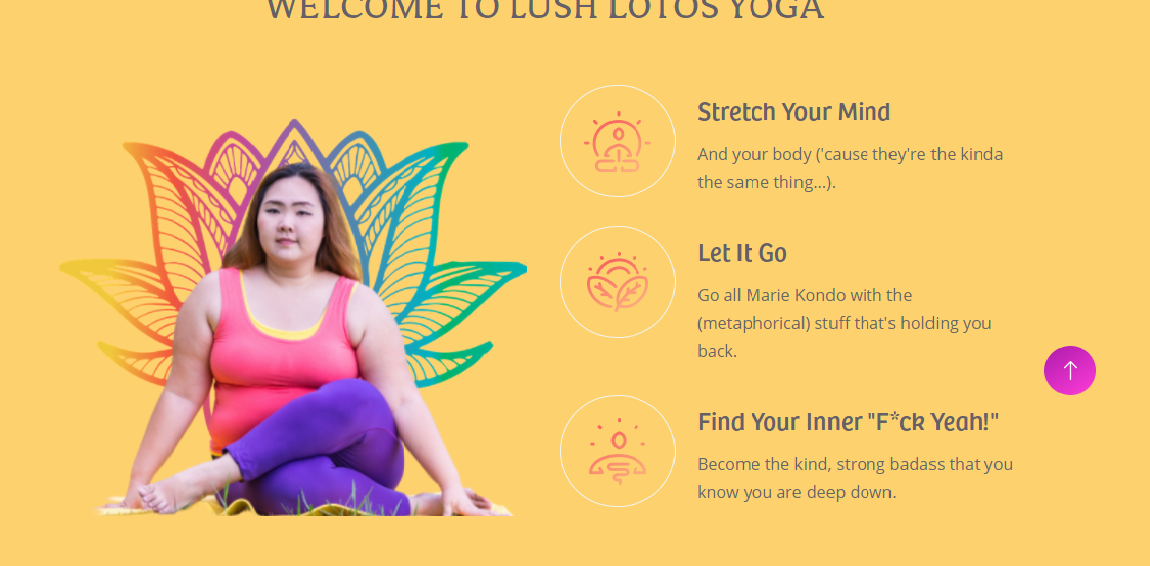 WELCOME TO LUSH LOTOS YOGA
Stretch Your Mind
And your body ('cause they're the kinda
the same thing...).
Let It Go
Go all Marie Kondo with the
(metaphorical) stuff that's holding you
back.
Find Your Inner "F*ck Yeah!"
Become the kind, strong badass that you
know you are deep down.